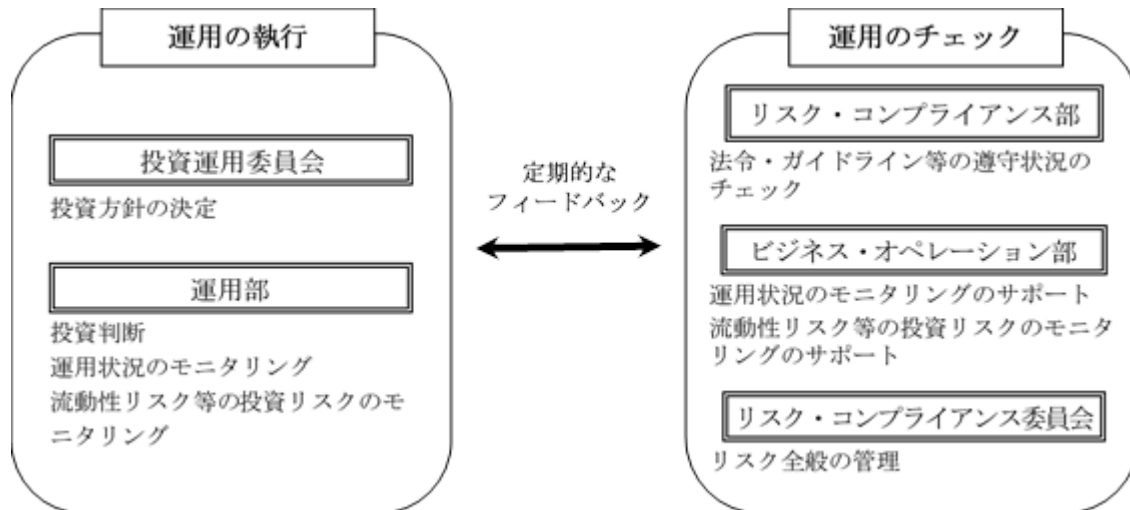 運用の執行
投資運用委員会
投資方針の決定
運用部
投資判断
運用状況のモニタリング
流動性リスク等の投資リスクのモ
ニタリング
定期的な
フィードバック
運用のチェック
リスク・コンプライアンス部
法令・ガイドライン等の遵守状況の
チェック
ビジネス・オペレーション部
運用状況のモニタリングのサポート
流動性リスク等の投資リスクのモニタ
リングのサポート
リスク・コンプライアンス委員会
リスク全般の管理